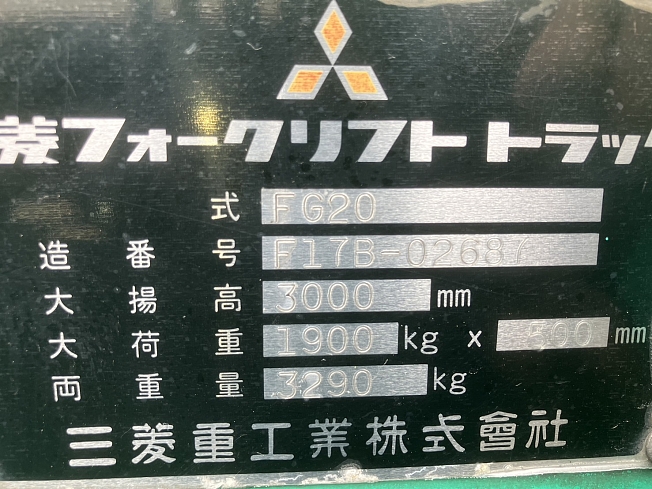 菱フォークリフトトラック
式 FG20
造番号 F17B-02687
大揚高 3000 mm
大荷重 1900 kg x 500 mm
両重量 3290 kg
三菱重工業株式會社